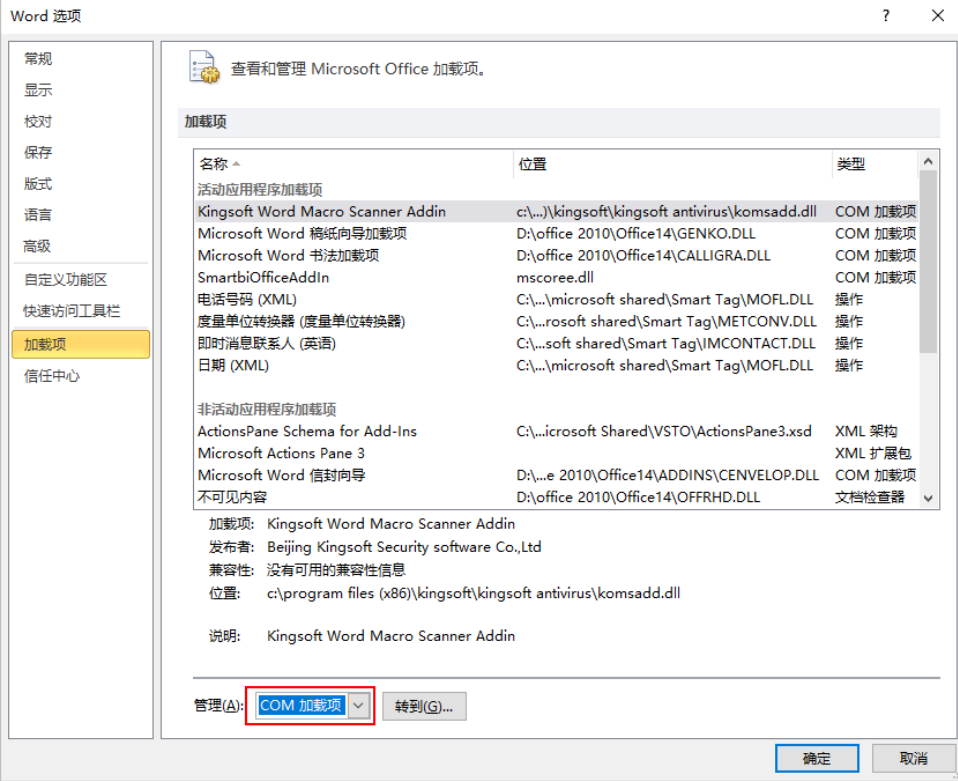 Word 选项
常规
显示
校对
保存
版式
语言
高级
自定义功能区
快速访问工具栏
加载项
信任中心
查看和管理 Microsoft Office 加载项。
加载项
名称 位置 类型
活动应用程序加载项
Kingsoft Word Macro Scanner Addin c:\...)\kingsoft\kingsoft antivirus\komsadd.dll COM 加载项
Microsoft Word 稿纸向导加载项 D:\office 2010\Office14\GENKO.DLL COM 加载项
Microsoft Word 书法加载项 D:\office 2010\Office14\CALLIGRA.DLL COM 加载项
SmartbiOfficeAddIn mscoree.dll COM 加载项
电话号码 (XML) C:\...\microsoft shared\Smart Tag\MOFL.DLL 操作
度量单位转换器 (度量单位转换器) C:\...rosoft shared\Smart Tag\METCONV.DLL 操作
即时消息联系人 (英语) C:\...soft shared\Smart Tag\IMCONTACT.DLL 操作
日期 (XML) C:\...\microsoft shared\Smart Tag\MOFL.DLL 操作
非活动应用程序加载项
ActionsPane Schema for Add-Ins C:\...icrosoft Shared\VSTO\ActionsPane3.xsd XML 架构
Microsoft Actions Pane 3 XML 扩展包
Microsoft Word 信封向导 D:\...e 2010\Office14\ADDINS\CENVELOP.DLL COM 加载项
不可见内容 D:\office 2010\Office14\OFFRHD.DLL 文档检查器
加载项: Kingsoft Word Macro Scanner Addin
发布者: Beijing Kingsoft Security software Co.,Ltd
兼容性: 没有可用的兼容性信息
位置: c:\program files (x86)\kingsoft\kingsoft antivirus\komsadd.dll
说明: Kingsoft Word Macro Scanner Addin
管理(A): COM 加载项 转到(G)...
确定 取消